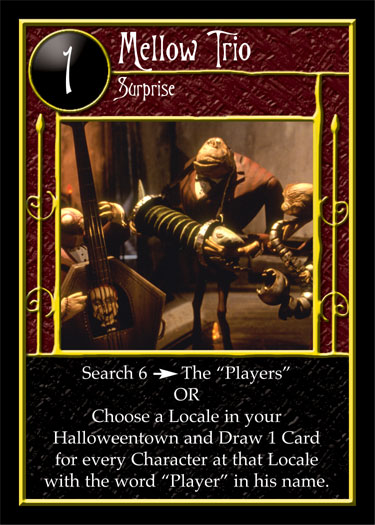 1
Mellow Trio
Surprise
Search 6 ➛ The “Players”
OR
Choose a Locale in your
Halloweentown and Draw 1 Card
for every Character at that Locale
with the word “Player” in his name.